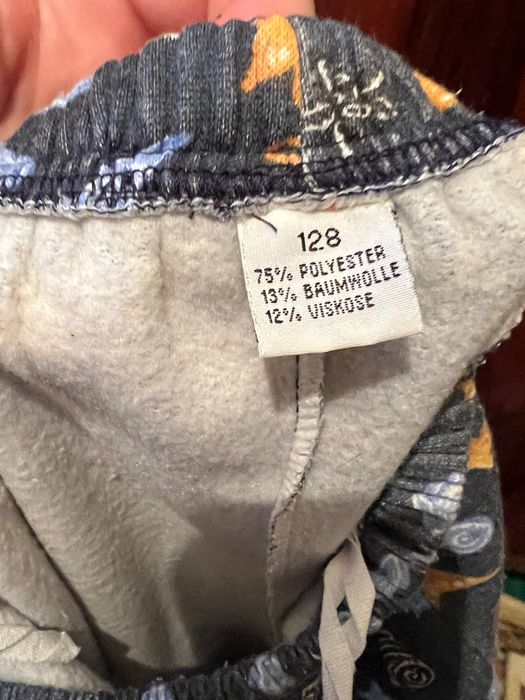 128
75% POLYESTER
13% BAUMWOLLE
12% VISKOSE